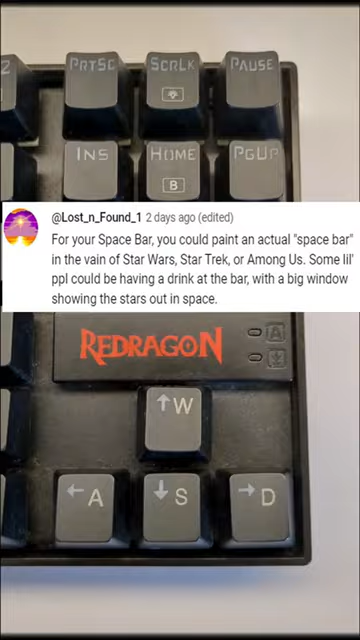 2
PRTSC SCRLK PAUSE
INS HOME PGUP
B
@Lost_n_Found_1 2 days ago (edited)
For your Space Bar, you could paint an actual "space bar"
in the vain of Star Wars, Star Trek, or Among Us. Some lil'
ppl could be having a drink at the bar, with a big window
showing the stars out in space.
REDRAGON
A
↑W
←A ↓S →D